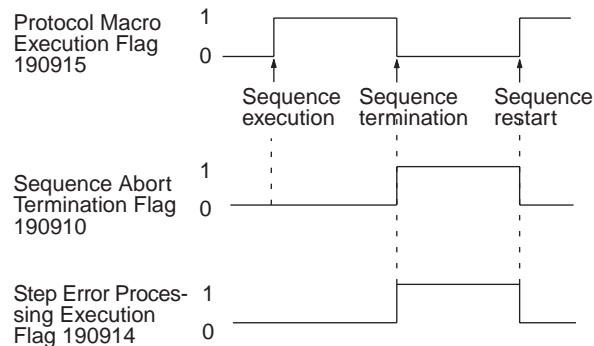 Protocol Macro
Execution Flag
190915
1
0
Sequence
execution
Sequence
termination
Sequence
restart
Sequence Abort
Termination Flag
190910
1
0
Step Error Proces-
sing Execution
Flag 190914
1
0